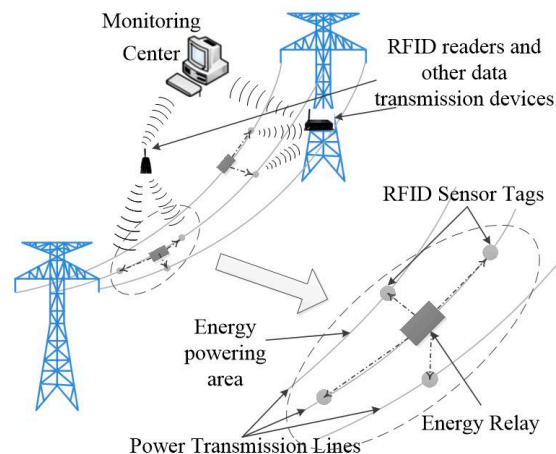 Monitoring
Center
RFID readers and
other data
transmission devices
RFID Sensor Tags
Energy
powering
area
Energy Relay
Power Transmission Lines